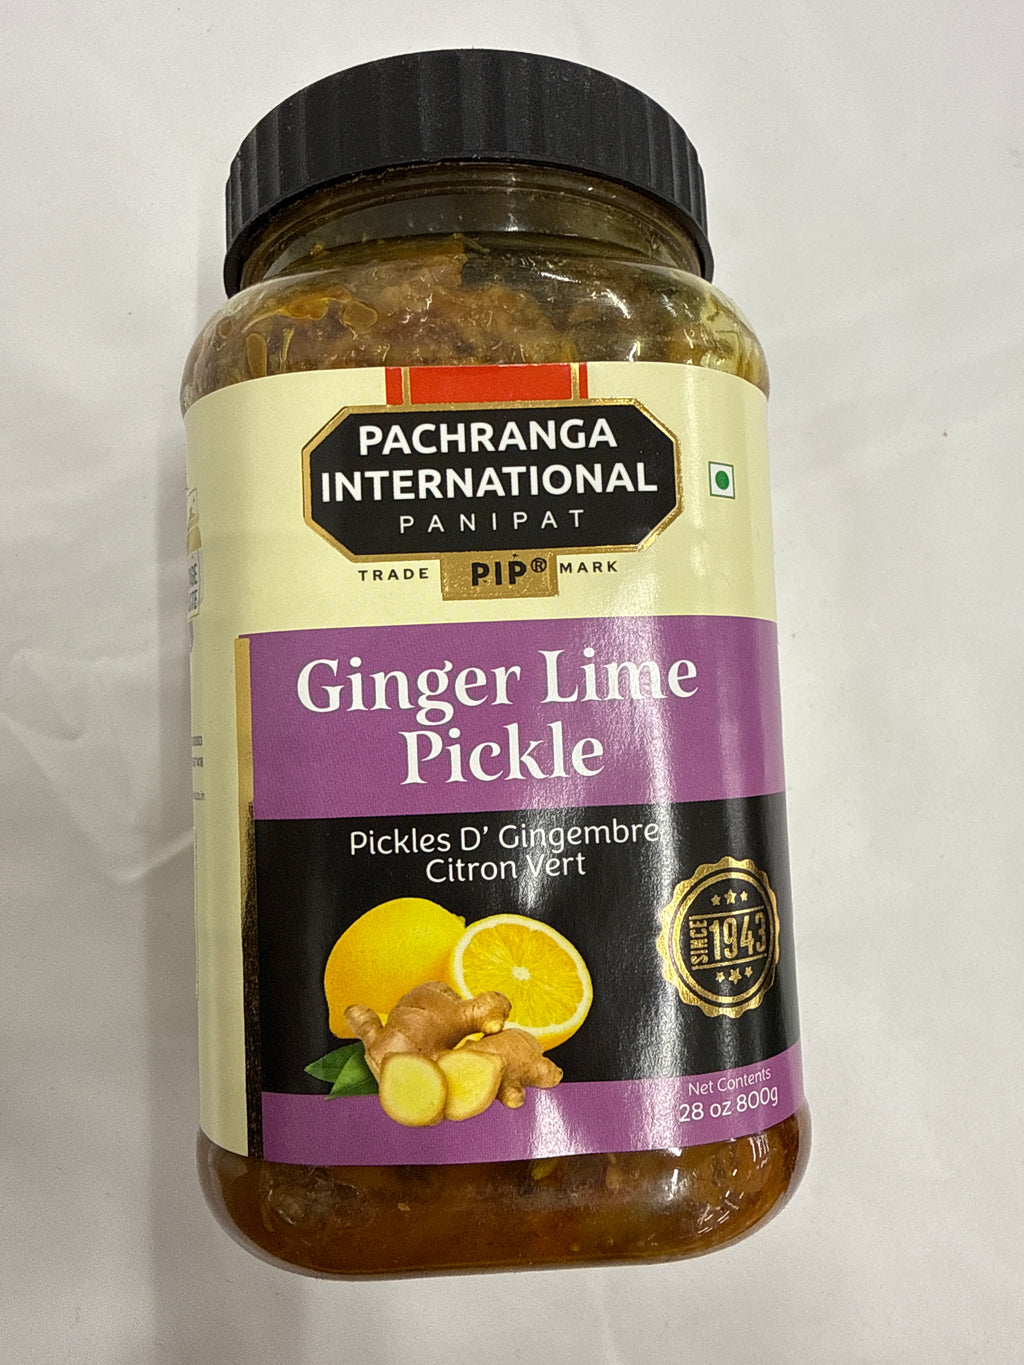 PACHRANGA
INTERNATIONAL
PANIPAT
TRADE PIP® MARK
Ginger Lime
Pickle
Pickles D' Gingembre
Citron Vert
SINCE 1943
Net Contents
28 oz 800g